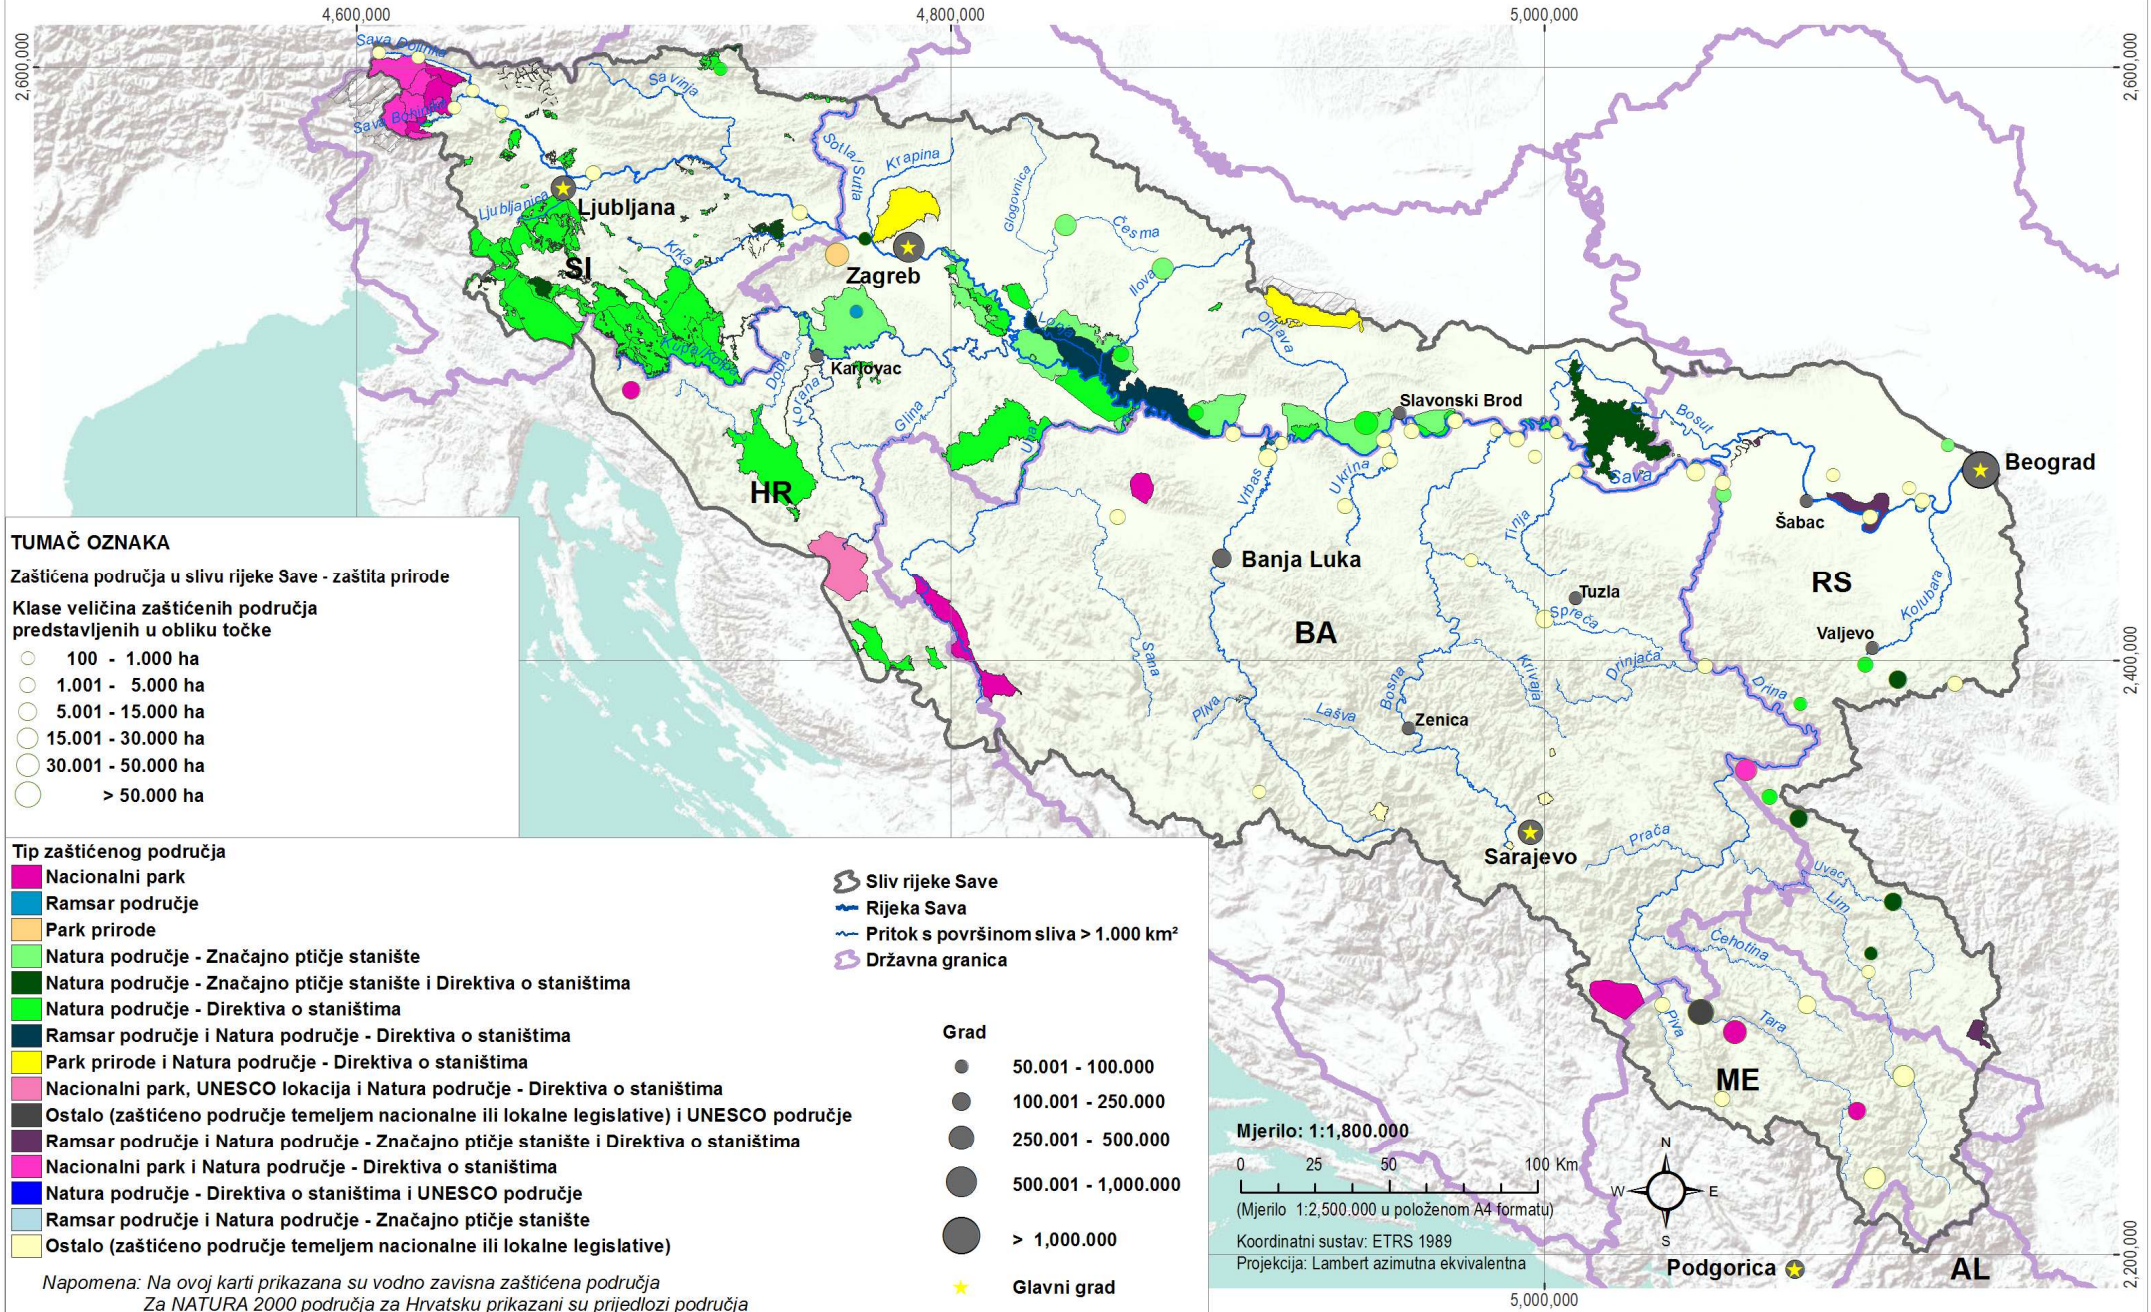 4,600,000
4,800,000
5,000,000
2,600,000
2,600,000
Sava Dolinka
Savinja
Sava Bohinjka
Sotla/Sutla
Krapina
Glogovnica
Ljubljanica
Ljubljana
Česma
Krka
SI
Zagreb
Ilova
Lonja
Orljava
Kupa/Kolpa
Dobra
Karlovac
Korana
Glina
Slavonski Brod
Bosut
Una
HR
Vrbas
Ukrina
Sava
Beograd
Tinja
Šabac
TUMAČ OZNAKA
Zaštićena područja u slivu rijeke Save - zaštita prirode
Klase veličina zaštićenih područja
predstavljenih u obliku točke
100 - 1.000 ha
1.001 - 5.000 ha
5.001 - 15.000 ha
15.001 - 30.000 ha
30.001 - 50.000 ha
> 50.000 ha
Banja Luka
Tuzla
RS
Kolubara
Spreča
BA
Valjevo
Sana
Krivaja
Drinjača
2,400,000
Drina
Bosna
Pliva
Lašva
Zenica
Prača
Sarajevo
Uvac
Lim
Ćehotina
Piva
Tara
ME
Tip zaštićenog područja
Nacionalni park
Ramsar područje
Park prirode
Natura područje - Značajno ptičje stanište
Natura područje - Značajno ptičje stanište i Direktiva o staništima
Natura područje - Direktiva o staništima
Ramsar područje i Natura područje - Direktiva o staništima
Park prirode i Natura područje - Direktiva o staništima
Nacionalni park, UNESCO lokacija i Natura područje - Direktiva o staništima
Ostalo (zaštićeno područje temeljem nacionalne ili lokalne legislative) i UNESCO područje
Ramsar područje i Natura područje - Značajno ptičje stanište i Direktiva o staništima
Nacionalni park i Natura područje - Direktiva o staništima
Natura područje - Direktiva o staništima i UNESCO područje
Ramsar područje i Natura područje - Značajno ptičje stanište
Ostalo (zaštićeno područje temeljem nacionalne ili lokalne legislative)
Napomena: Na ovoj karti prikazana su vodno zavisna zaštićena područja
Za NATURA 2000 područja za Hrvatsku prikazani su prijedlozi područja
Sliv rijeke Save
Rijeka Sava
Pritok s površinom sliva > 1.000 km²
Državna granica
Grad
50.001 - 100.000
100.001 - 250.000
250.001 - 500.000
500.001 - 1,000.000
> 1,000.000
Glavni grad
Mjerilo: 1:1,800.000
0 25 50 100 Km
(Mjerilo 1:2,500.000 u položenom A4 formatu)
Koordinatni sustav: ETRS 1989
Projekcija: Lambert azimutna ekvivalentna
N
W E
S
Podgorica
AL
2,200,000
5,000,000